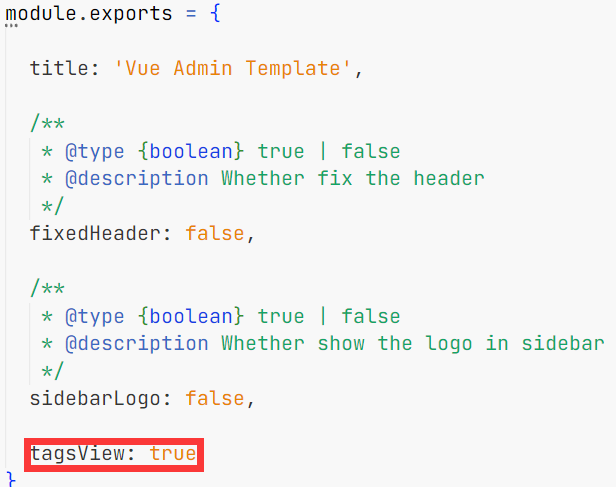 module.exports = {
title: 'Vue Admin Template',
/**
* @type {boolean} true | false
* @description Whether fix the header
*/
fixedHeader: false,
/**
* @type {boolean} true | false
* @description Whether show the logo in sidebar
*/
sidebarLogo: false,
tagsView: true
}